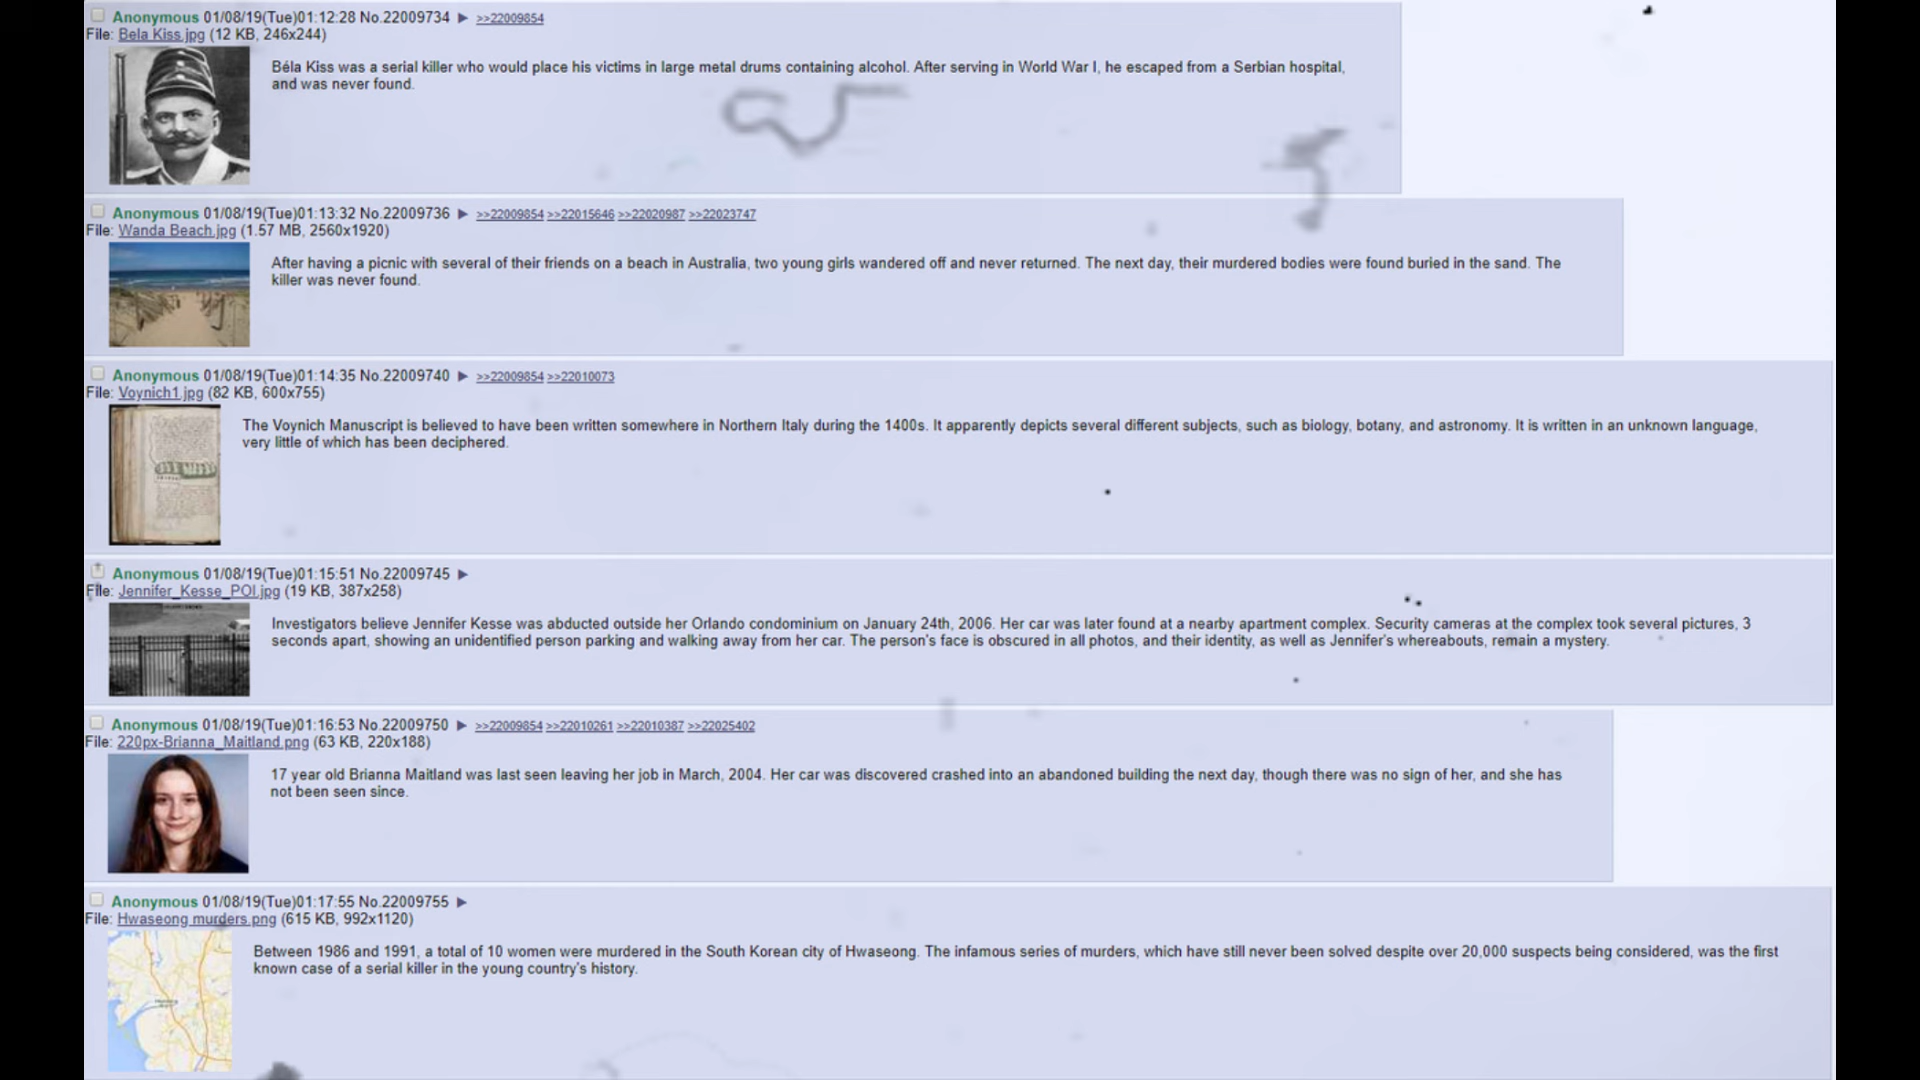 Anonymous 01/08/19(Tue)01:12:28 No.22009734 ▶ >>22009854
File: Bela Kiss.jpg (12 KB, 246x244)
Béla Kiss was a serial killer who would place his victims in large metal drums containing alcohol. After serving in World War I, he escaped from a Serbian hospital,
and was never found.
Anonymous 01/08/19(Tue)01:13:32 No.22009736 ▶ >>22009854 >>22015646 >>22020987 >>22023747
File: Wanda Beach.jpg (1.57 MB, 2560x1920)
After having a picnic with several of their friends on a beach in Australia, two young girls wandered off and never returned. The next day, their murdered bodies were found buried in the sand. The
killer was never found.
Anonymous 01/08/19(Tue)01:14:35 No.22009740 ▶ >>22009854 >>22010073
File: Voynich1.jpg (82 KB, 600x755)
The Voynich Manuscript is believed to have been written somewhere in Northern Italy during the 1400s. It apparently depicts several different subjects, such as biology, botany, and astronomy. It is written in an unknown language,
very little of which has been deciphered.
Anonymous 01/08/19(Tue)01:15:51 No.22009745 ▶
File: Jennifer_Kesse_POI.jpg (19 KB, 387x258)
Investigators believe Jennifer Kesse was abducted outside her Orlando condominium on January 24th, 2006. Her car was later found at a nearby apartment complex. Security cameras at the complex took several pictures, 3
seconds apart, showing an unidentified person parking and walking away from her car. The person's face is obscured in all photos, and their identity, as well as Jennifer's whereabouts, remain a mystery.
Anonymous 01/08/19(Tue)01:16:53 No.22009750 ▶ >>22009854 >>22010261 >>22010387 >>22025402
File: 220px-Brianna_Maitland.png (63 KB, 220x188)
17 year old Brianna Maitland was last seen leaving her job in March, 2004. Her car was discovered crashed into an abandoned building the next day, though there was no sign of her, and she has
not been seen since.
Anonymous 01/08/19(Tue)01:17:55 No.22009755 ▶
File: Hwaseong murders.png (615 KB, 992x1120)
Between 1986 and 1991, a total of 10 women were murdered in the South Korean city of Hwaseong. The infamous series of murders, which have still never been solved despite over 20,000 suspects being considered, was the first
known case of a serial killer in the young country's history.